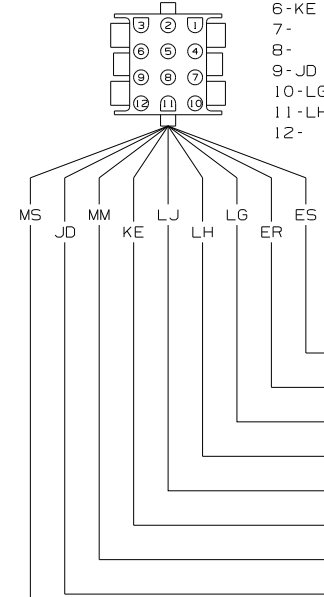 3 2 1
6 5 4
9 8 7
12 11 10
6-KE
7-
8-
9-JD
10-LG
11-LH
12-
MS MM LJ LG ES
JD KE LH ER